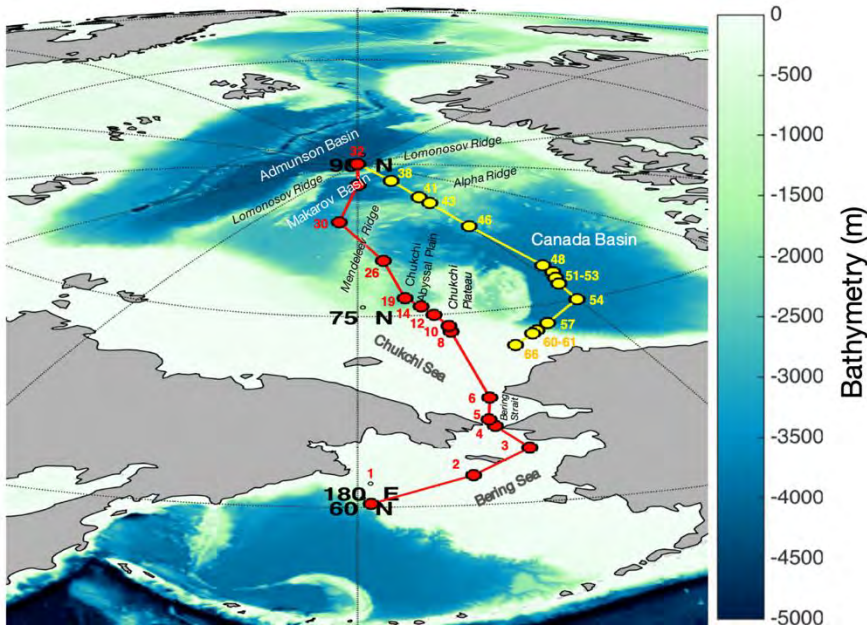 32
90 N
Admunson Basin
Lomonosov Ridge
38
Lomonosov Ridge
Makarov Basin
41
43
Alpha Ridge
30
46
Canada Basin
Mendeleev Ridge
26
Chukchi
Abyssal Plain
Chukchi
Plateau
48
51-53
54
19
14
12
10
8
75 N
57
60-61
66
Chukchi Sea
6
Bering
Strait
5
4
3
2
1
180 E
60 N
Bering Sea
0
-500
-1000
-1500
-2000
-2500
-3000
-3500
-4000
-4500
-5000
Bathymetry (m)